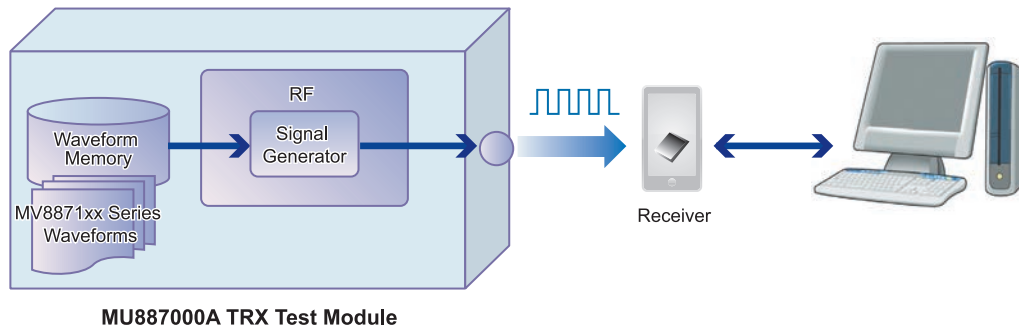 RF
Waveform
Memory
Signal
Generator
MV8871xx Series
Waveforms
Receiver
MU887000A TRX Test Module